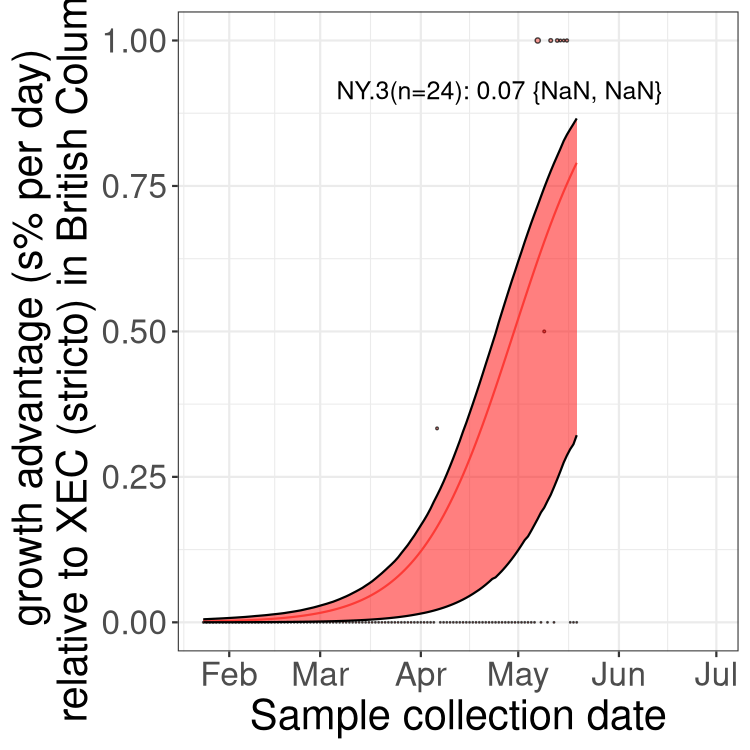 growth advantage (s% per day)
relative to XEC (stricto) in British Colum
1.00
0.75
0.50
0.25
0.00
NY.3(n=24): 0.07 {NaN, NaN}
Feb Mar Apr May Jun Jul
Sample collection date